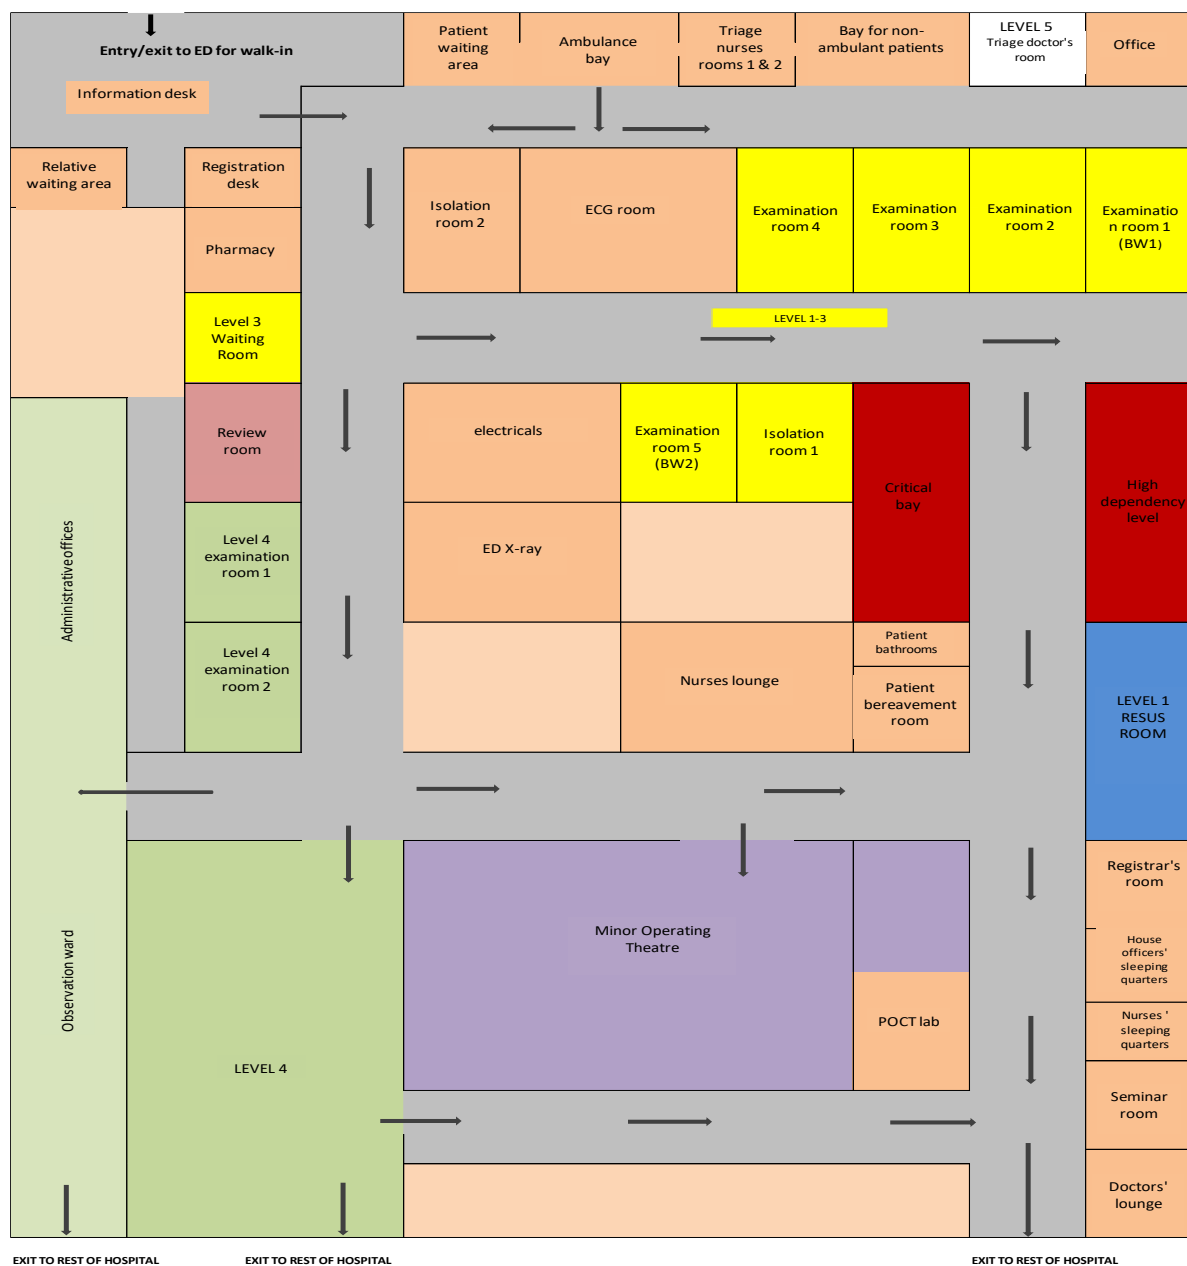 Entry/exit to ED for walk-in
Information desk
Patient
waiting
area
Ambulance
bay
Triage
nurses
rooms 1 & 2
Bay for non-
ambulant patients
LEVEL 5
Triage doctor's
room
Office
Relative
waiting area
Registration
desk
Isolation
room 2
ECG room
Examination
room 4
Examination
room 3
Examination
room 2
Examinatio
n room 1
(BW1)
Pharmacy
Level 3
Waiting
Room
LEVEL 1-3
Review
room
electricals
Examination
room 5
(BW2)
Isolation
room 1
Critical
bay
High
dependency
level
Administrative offices
Level 4
examination
room 1
ED X-ray
Level 4
examination
room 2
Nurses lounge
Patient
bathrooms
Patient
bereavement
room
LEVEL 1
RESUS
ROOM
Observation ward
LEVEL 4
Minor Operating
Theatre
POCT lab
Registrar's
room
House
officers'
sleeping
quarters
Nurses '
sleeping
quarters
Seminar
room
Doctors'
lounge
EXIT TO REST OF HOSPITAL
EXIT TO REST OF HOSPITAL
EXIT TO REST OF HOSPITAL